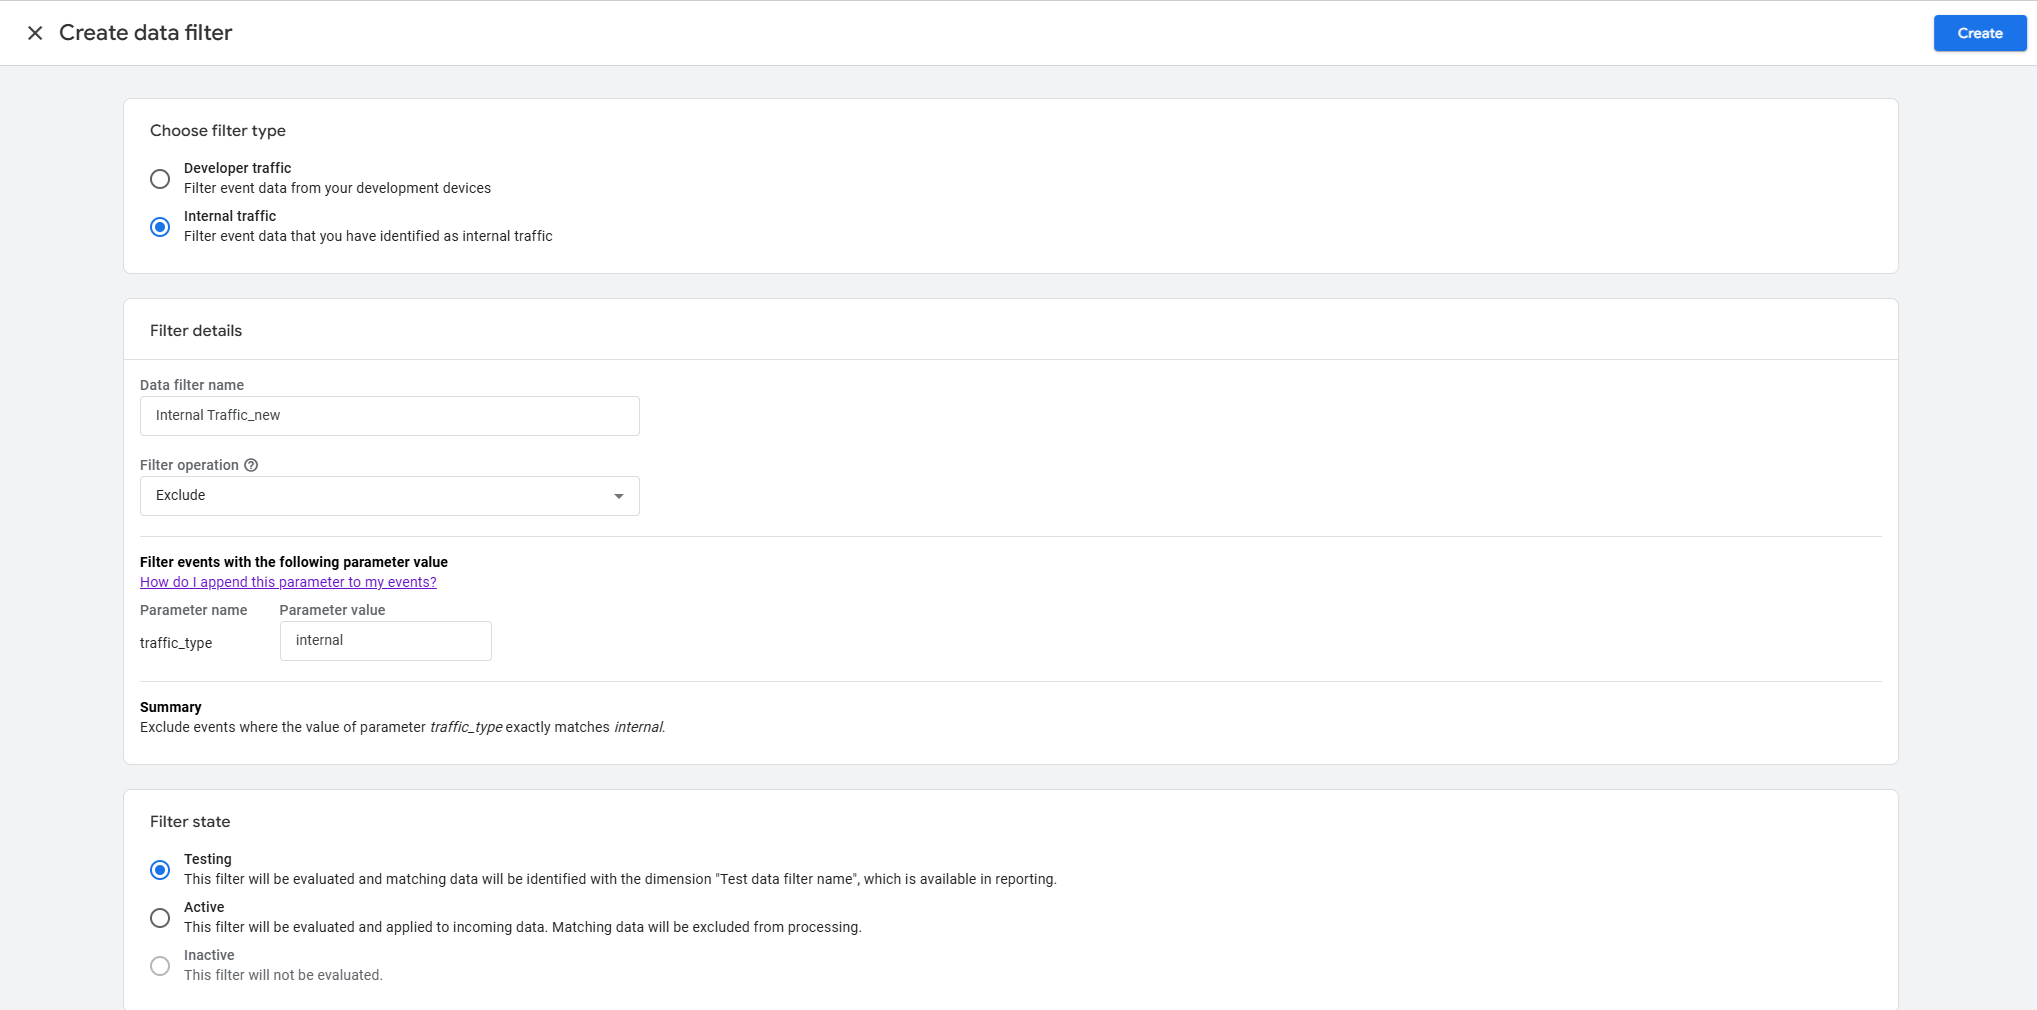 Create data filter
Create
Choose filter type
Developer traffic
Filter event data from your development devices
Internal traffic
Filter event data that you have identified as internal traffic
Filter details
Data filter name
Internal Traffic_new
Filter operation
Exclude
Filter events with the following parameter value
How do I append this parameter to my events?
Parameter name Parameter value
traffic_type internal
Summary
Exclude events where the value of parameter traffic_type exactly matches internal.
Filter state
Testing
This filter will be evaluated and matching data will be identified with the dimension "Test data filter name", which is available in reporting.
Active
This filter will be evaluated and applied to incoming data. Matching data will be excluded from processing.
Inactive
This filter will not be evaluated.